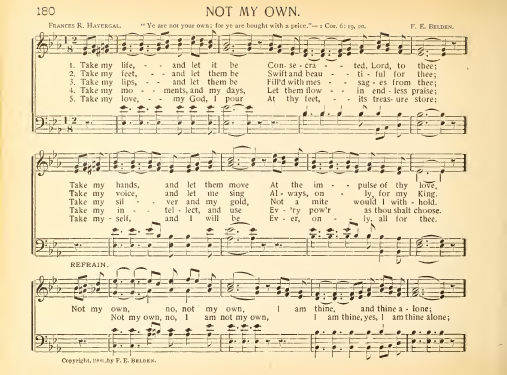 180 NOT MY OWN.
FRANCES R. HAVERGAL. "Ye are not your own; for ye are bought with a price."—1 Cor. 6: 19, 20. F. E. BELDEN.
1. Take my life, - - and let it be Con- se- cra - - ted, Lord, to thee;
2. Take my feet, - and let them be Swift and beau - - ti - ful for thee;
3. Take my lips, - and let them be Fill'd with mes - - sag - es from thee;
4. Take my mo - - ments, and my days, Let them flow - - in end - less praise;
5. Take my love, - - my God, I pour At thy feet, - - its treas- ure store;
Take my hands, and let them move At the im - - pulse of thy love,
Take my voice, and let me sing Al - ways, on - - ly, for my King.
Take my sil - - ver and my gold, Not a mite would I with - hold.
Take my in - - tel - lect, and use Ev - 'ry pow'r as thou shalt choose.
Take my - self, and I will be Ev - er, on - - ly, all for thee.
REFRAIN.
Not my own, no, not my own, I am thine, and thine a - lone;
Not my own, no, I am not my own, I am thine, yes, I am thine alone;
Copyright, by F. E. BELDEN.